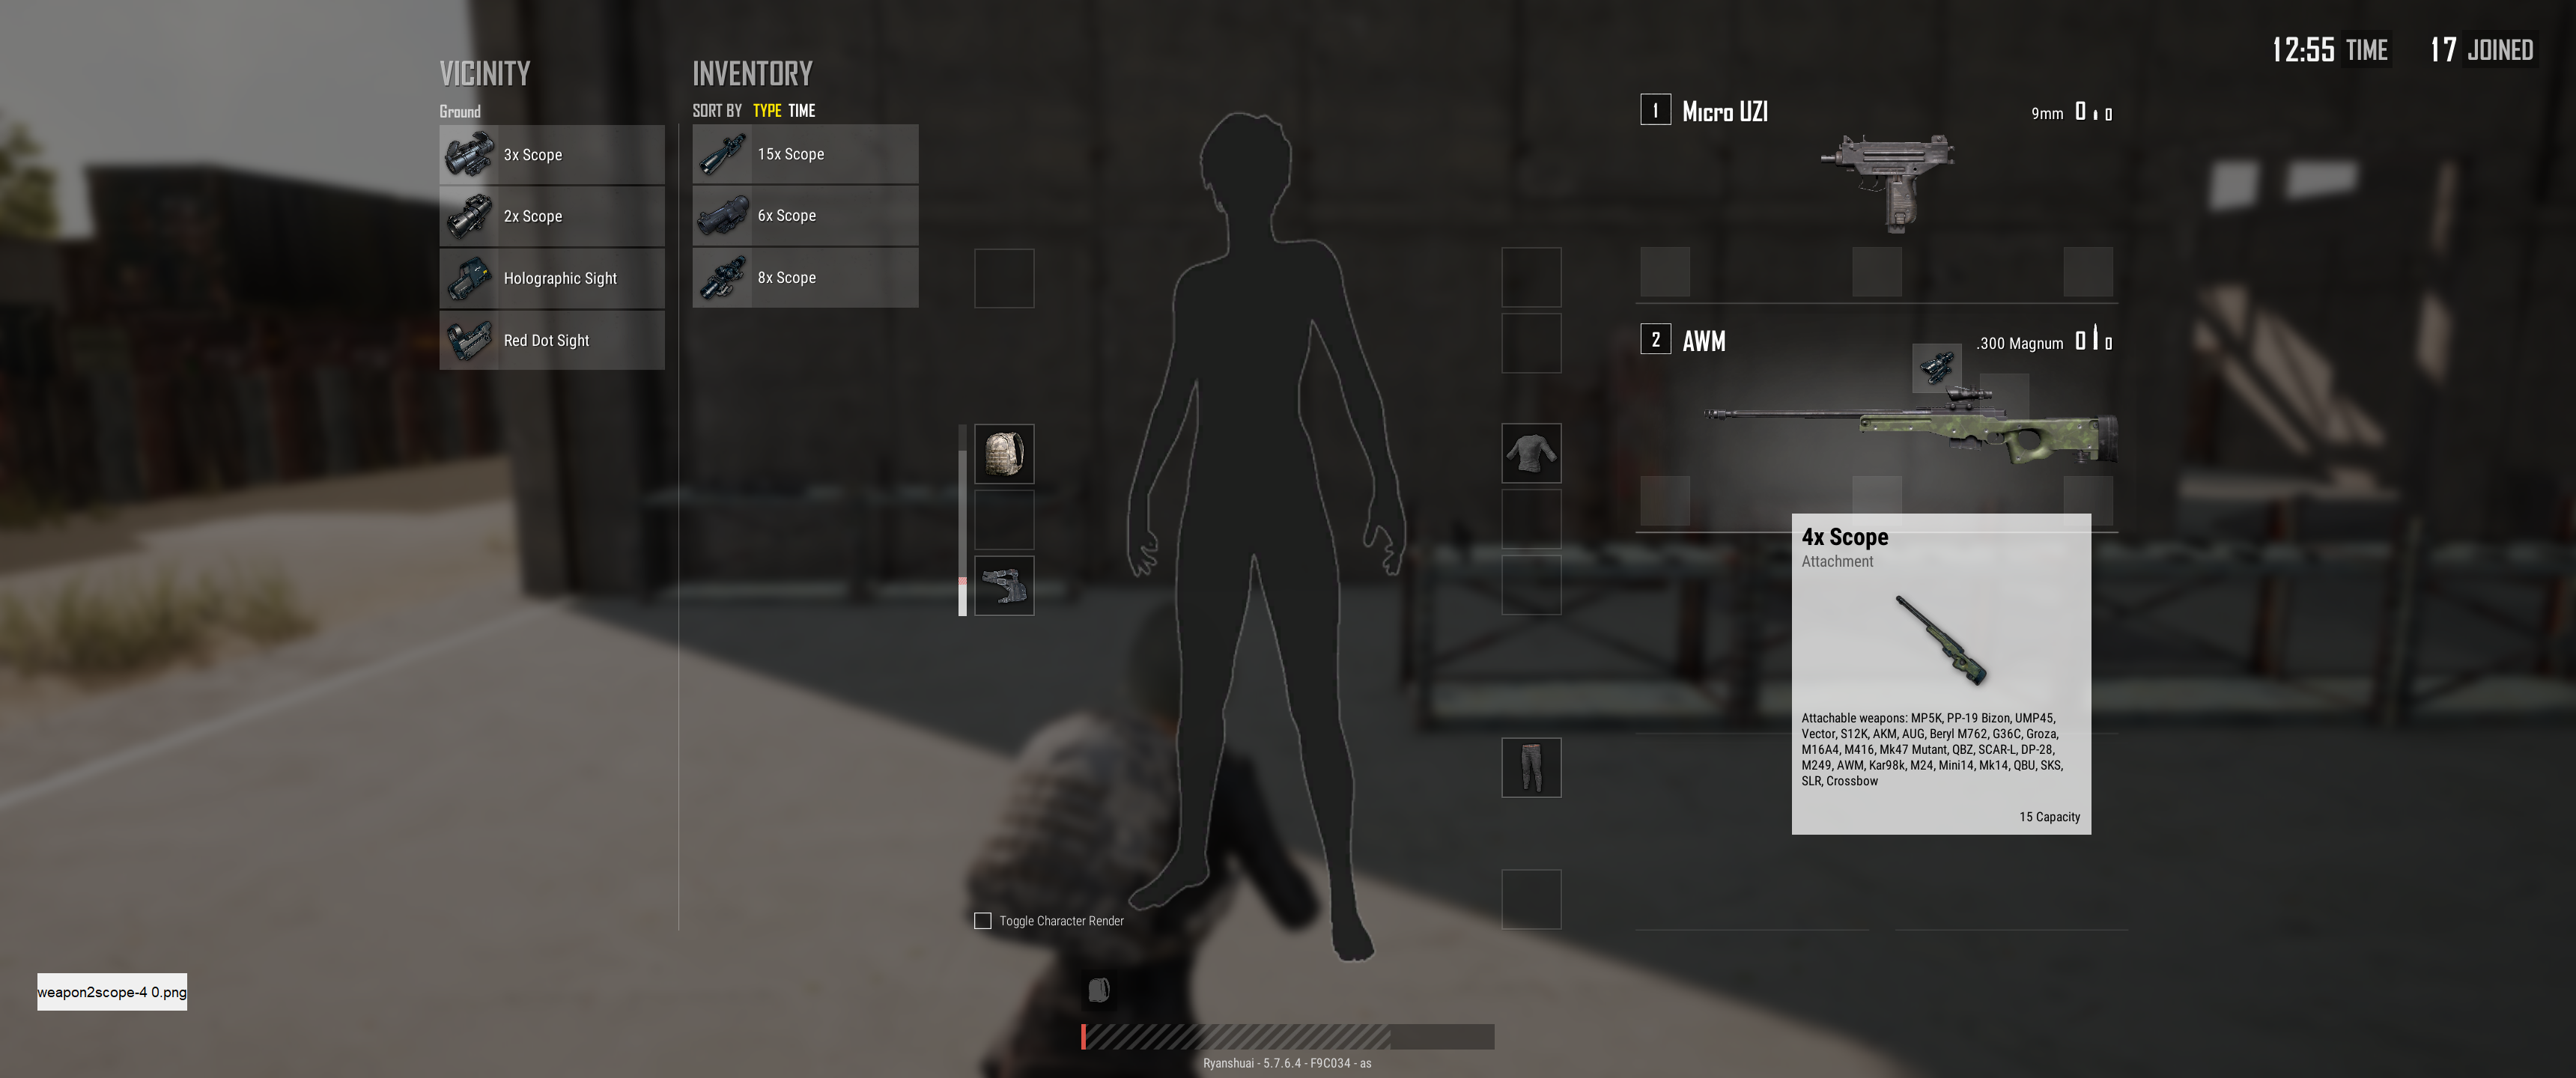 12:55 TIME 17 JOINED
VICINITY
Ground
3x Scope
2x Scope
Holographic Sight
Red Dot Sight
INVENTORY
SORT BY TYPE TIME
15x Scope
6x Scope
8x Scope
1 Micro UZI 9mm 0 0
2 AWM .300 Magnum 0 0
4x Scope
Attachment
Attachable weapons: MP5K, PP-19 Bizon, UMP45,
Vector, S12K, AKM, AUG, Beryl M762, G36C, Groza,
M16A4, M416, Mk47 Mutant, QBZ, SCAR-L, DP-28,
M249, AWM, Kar98k, M24, Mini14, Mk14, QBU, SKS,
SLR, Crossbow
15 Capacity
Toggle Character Render
weapon2scope-4 0.png
Ryanshuai - 5.7.6.4 - F9C034 - as